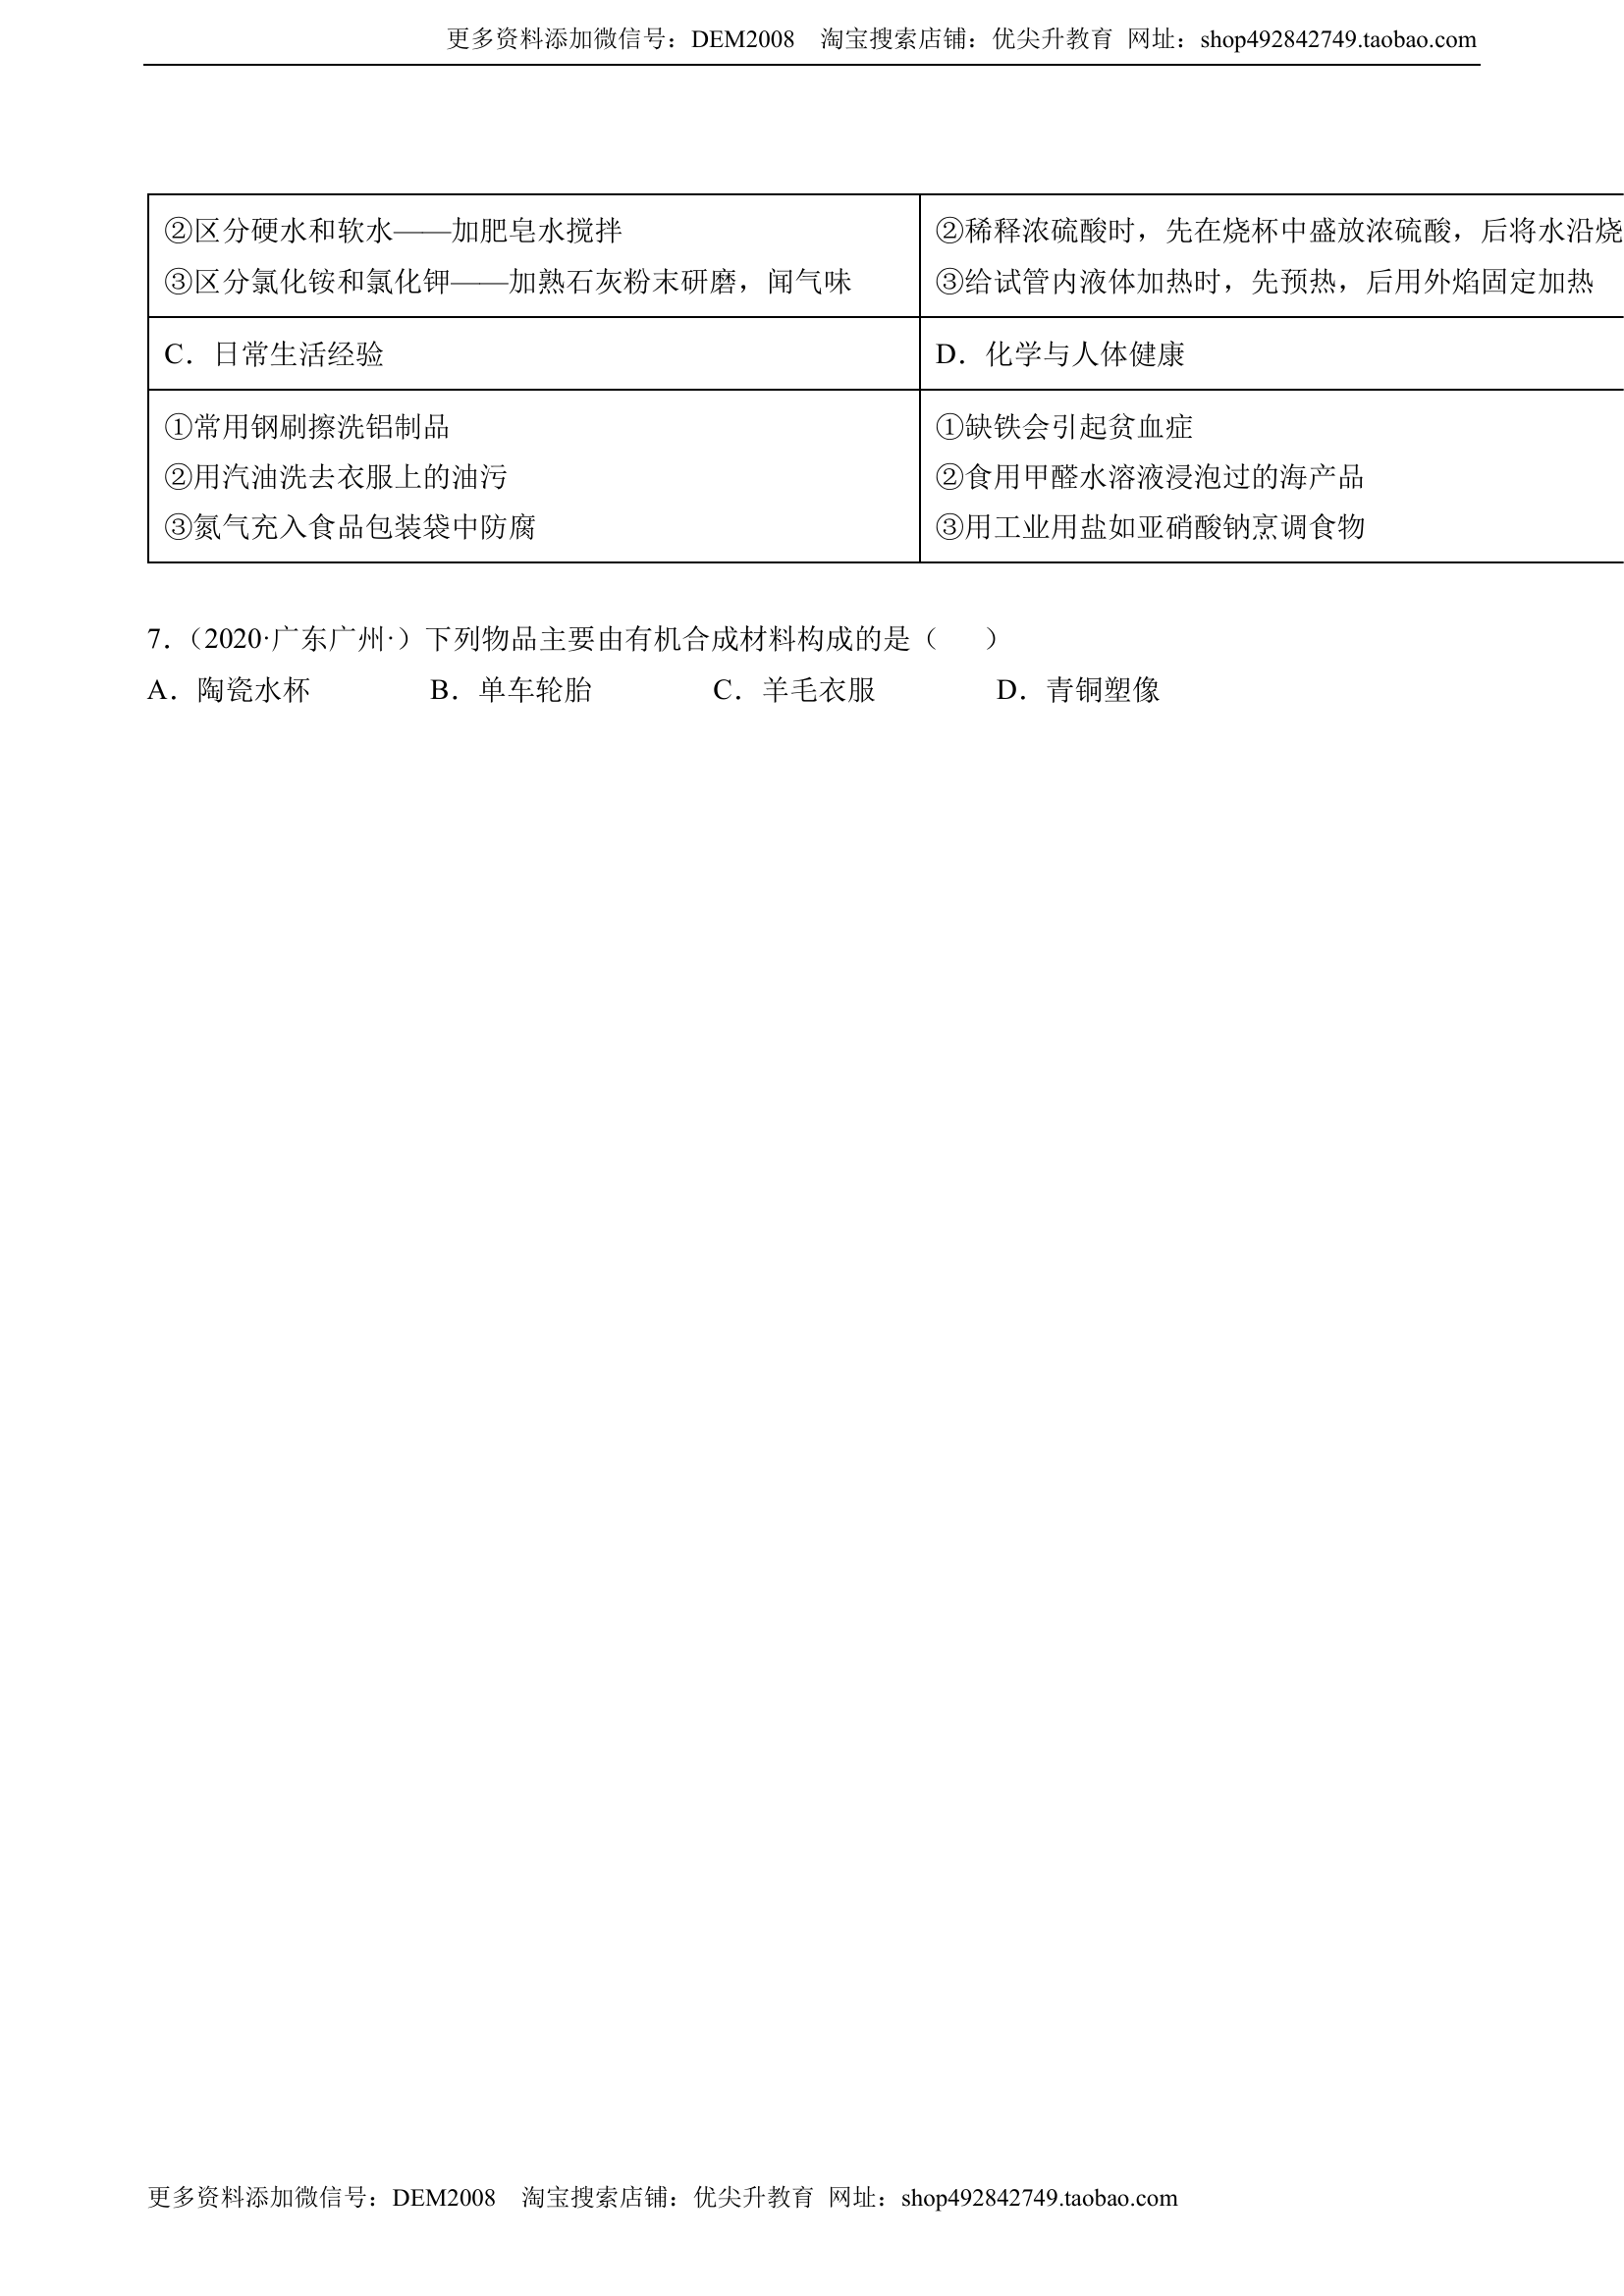 更多资料添加微信号：DEM2008 淘宝搜索店铺：优尖升教育 网址：shop492842749.taobao.com
②区分硬水和软水——加肥皂水搅拌
③区分氯化铵和氯化钾——加熟石灰粉末研磨，闻气味
②稀释浓硫酸时，先在烧杯中盛放浓硫酸，后将水沿烧
③给试管内液体加热时，先预热，后用外焰固定加热
C．日常生活经验
D．化学与人体健康
①常用钢刷擦洗铝制品
②用汽油洗去衣服上的油污
③氮气充入食品包装袋中防腐
①缺铁会引起贫血症
②食用甲醛水溶液浸泡过的海产品
③用工业用盐如亚硝酸钠烹调食物
7．（2020·广东广州·）下列物品主要由有机合成材料构成的是（ ）
A．陶瓷水杯 B．单车轮胎 C．羊毛衣服 D．青铜塑像
更多资料添加微信号：DEM2008 淘宝搜索店铺：优尖升教育 网址：shop492842749.taobao.com